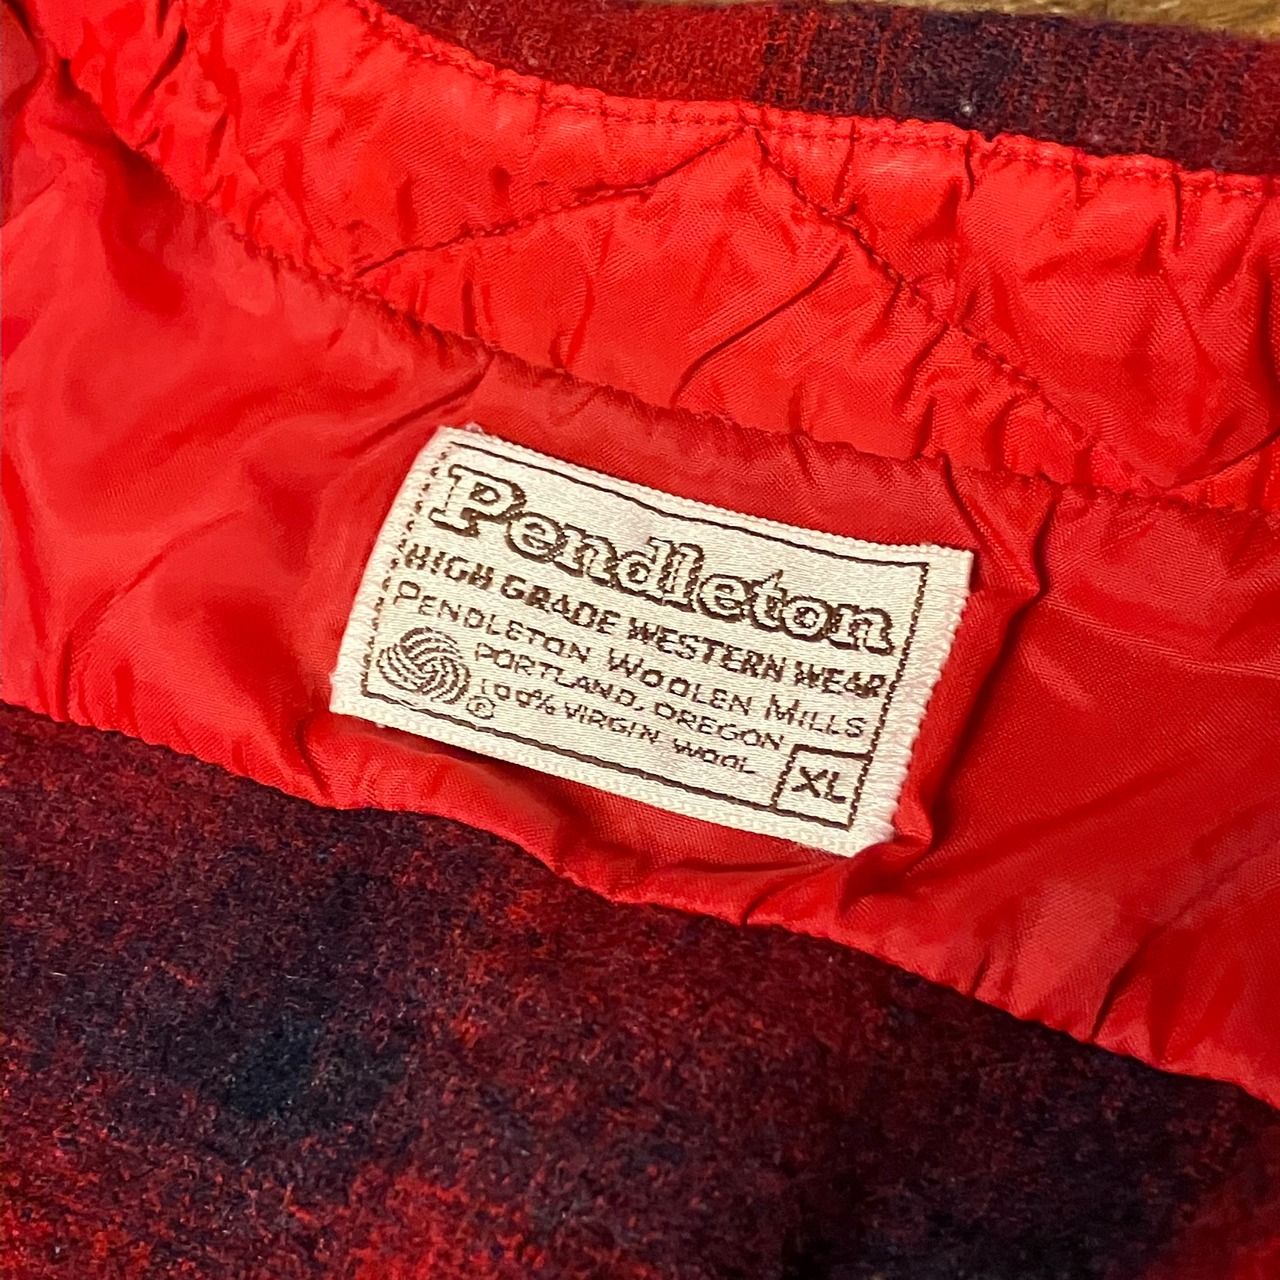 Pendleton
HIGH GRADE WESTERN WEAR
PENDLETON WOOLEN MILLS
PORTLAND, OREGON
® 100% VIRGIN WOOL
XL